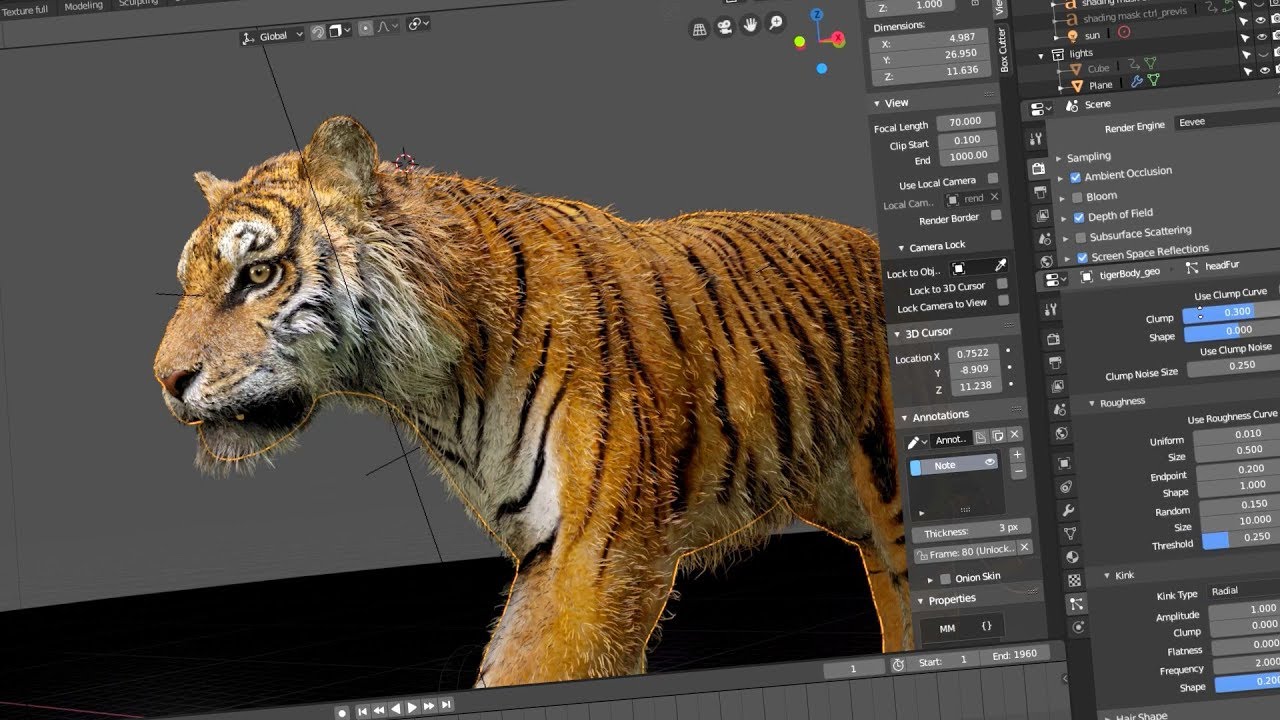 Texture full
Modeling
Sculpting
Global
Z: 1.000
Dimensions:
X: 4.987
Y: 26.950
Z: 11.636
View
Focal Length 70.000
Clip Start 0.100
End 1000.00
Use Local Camera
Local Cam.. rend
Render Border
Camera Lock
Lock to Obj..
Lock to 3D Cursor
Lock Camera to View
3D Cursor
Location X 0.7522
Y -8.909
Z 11.238
Annotations
Annot..
Note
Thickness: 3 px
Frame: 80 (Unlock..
Onion Skin
Properties
MM {}
Box Cutter
Z
X
shading mask ctrl_previs
sun
lights
Cube
Plane
Scene
Render Engine Eevee
Sampling
Ambient Occlusion
Bloom
Depth of Field
Subsurface Scattering
Screen Space Reflections
tigerBody_geo headFur
Use Clump Curve
Clump 0.300
Shape 0.000
Use Clump Noise
Clump Noise Size 0.250
Roughness
Use Roughness Curve
Uniform 0.010
Size 0.500
Endpoint 0.200
Shape 1.000
Random 0.150
Size 10.000
Threshold 0.250
Kink
Kink Type Radial
Amplitude 1.000
Clump 0.000
Flatness 0.000
Frequency 2.000
Shape 0.200
Hair Shape
1 Start: 1 End: 1960